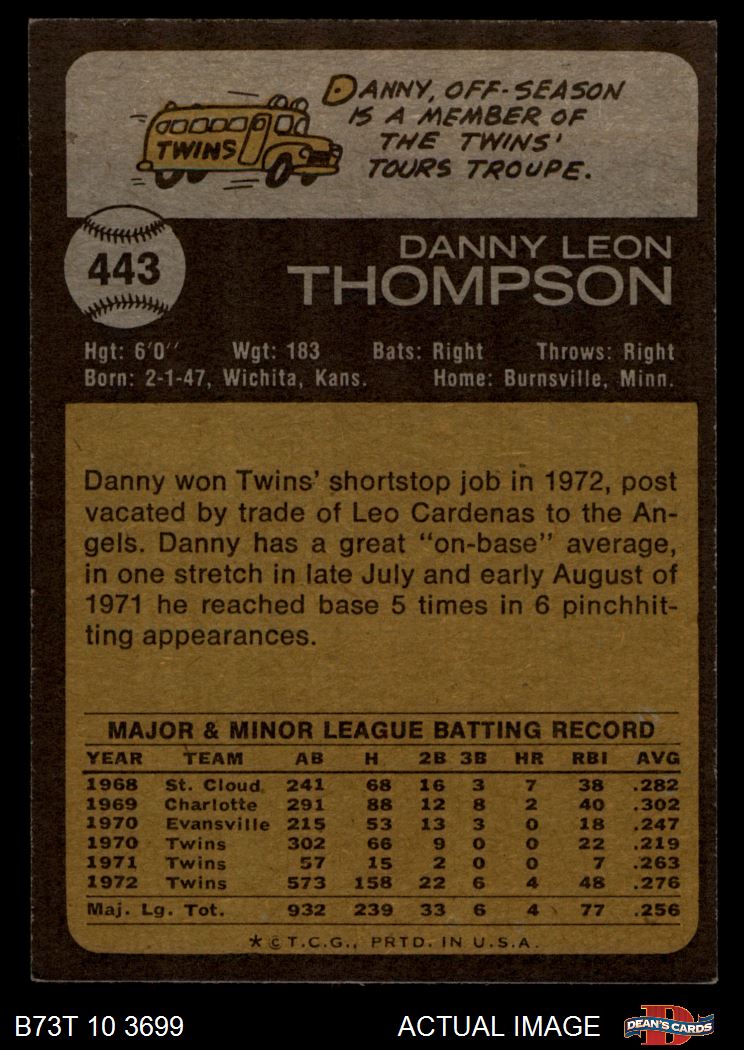 DANNY, OFF-SEASON
IS A MEMBER OF
THE TWINS'
TOURS TROUPE.
TWINS
443
DANNY LEON
THOMPSON
Hgt: 6'0'' Wgt: 183 Bats: Right Throws: Right
Born: 2-1-47, Wichita, Kans. Home: Burnsville, Minn.
Danny won Twins' shortstop job in 1972, post
vacated by trade of Leo Cardenas to the An-
gels. Danny has a great "on-base" average,
in one stretch in late July and early August of
1971 he reached base 5 times in 6 pinchhit-
ting appearances.
MAJOR & MINOR LEAGUE BATTING RECORD
YEAR TEAM AB H 2B 3B HR RBI AVG
1968 St. Cloud 241 68 16 3 7 38 .282
1969 Charlotte 291 88 12 8 2 40 .302
1970 Evansville 215 53 13 3 0 18 .247
1970 Twins 302 66 9 0 0 22 .219
1971 Twins 57 15 2 0 0 7 .263
1972 Twins 573 158 22 6 4 48 .276
Maj. Lg. Tot. 932 239 33 6 4 77 .256
* © T.C.G., PRTD. IN U.S.A.
B73T 10 3699 ACTUAL IMAGE D DEAN'S CARDS